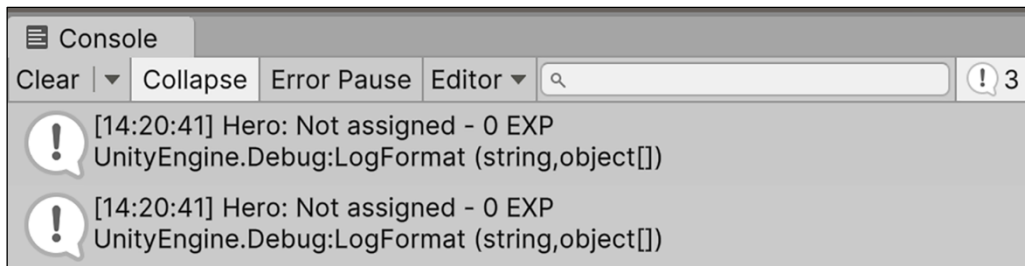 Console
Clear Collapse Error Pause Editor 3
[14:20:41] Hero: Not assigned - 0 EXP
UnityEngine.Debug:LogFormat (string,object[])
[14:20:41] Hero: Not assigned - 0 EXP
UnityEngine.Debug:LogFormat (string,object[])